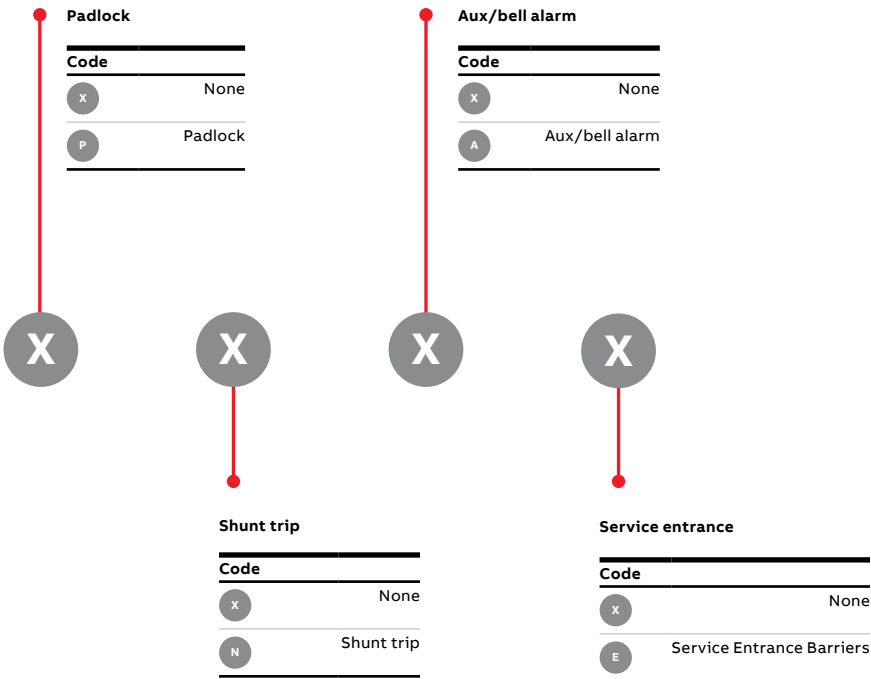 Padlock
Code
X None
P Padlock
Aux/bell alarm
Code
X None
A Aux/bell alarm
X X X X
Shunt trip
Code
X None
N Shunt trip
Service entrance
Code
X None
E Service Entrance Barriers